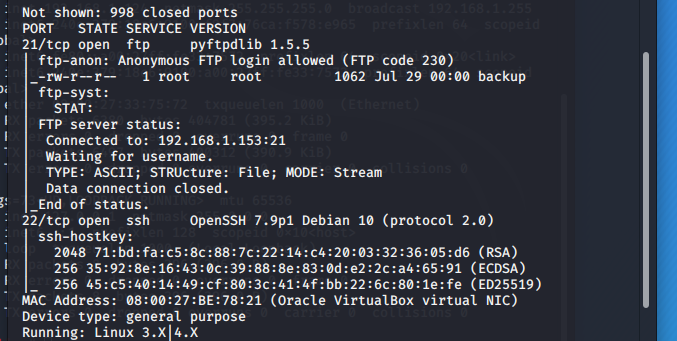 Not shown: 998 closed ports
PORT   STATE SERVICE VERSION
21/tcp open  ftp     pyftpdlib 1.5.5
| ftp-anon: Anonymous FTP login allowed (FTP code 230)
|_-rw-r--r--   1 root     root         1062 Jul 29 00:00 backup
| ftp-syst:
|   STAT:
| FTP server status:
|  Connected to: 192.168.1.153:21
|  Waiting for username.
|  TYPE: ASCII; STRUcture: File; MODE: Stream
|  Data connection closed.
|_End of status.
22/tcp open  ssh     OpenSSH 7.9p1 Debian 10 (protocol 2.0)
| ssh-hostkey:
|   2048 71:bd:fa:c5:8c:88:7c:22:14:c4:20:03:32:36:05:d6 (RSA)
|   256 35:92:8e:16:43:0c:39:88:8e:83:0d:e2:2c:a4:65:91 (ECDSA)
|_  256 45:c5:40:14:49:cf:80:3c:41:4f:bb:22:6c:80:1e:fe (ED25519)
MAC Address: 08:00:27:BE:78:21 (Oracle VirtualBox virtual NIC)
Device type: general purpose
Running: Linux 3.X|4.X